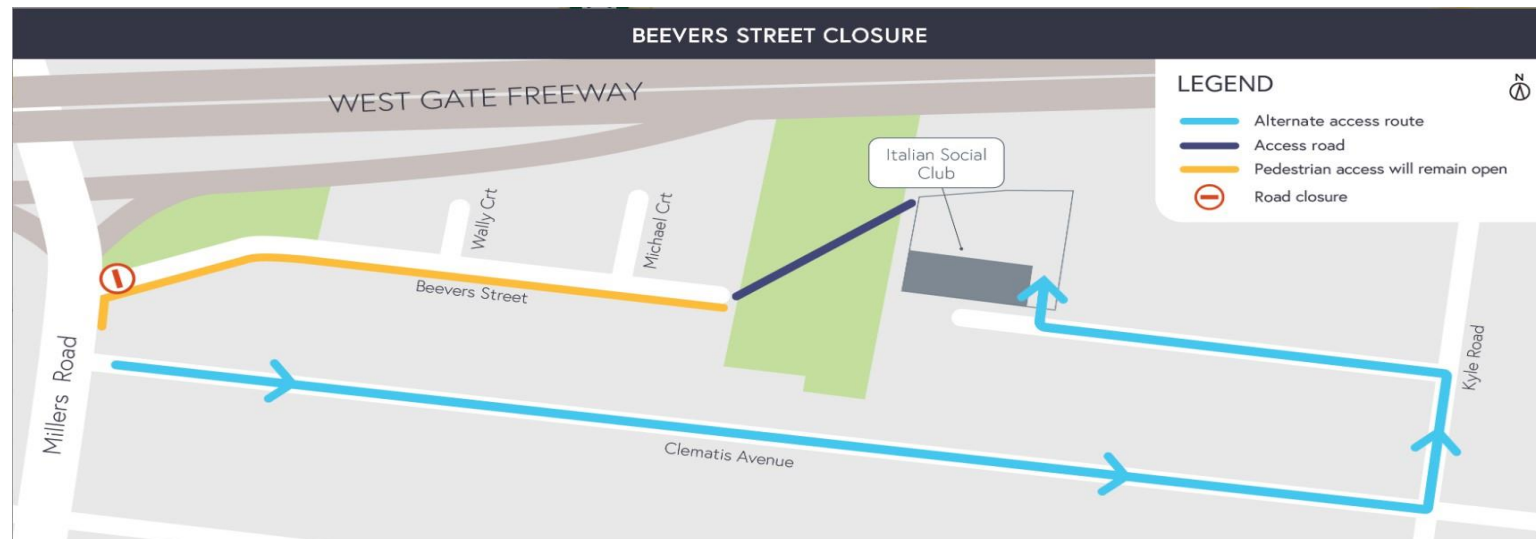 BEEVERS STREET CLOSURE
WEST GATE FREEWAY
LEGEND
N
Alternate access route
Access road
Pedestrian access will remain open
Road closure
Italian Social
Club
Wally Crt
Michael Crt
Beevers Street
Millers Road
Kyle Road
Clematis Avenue